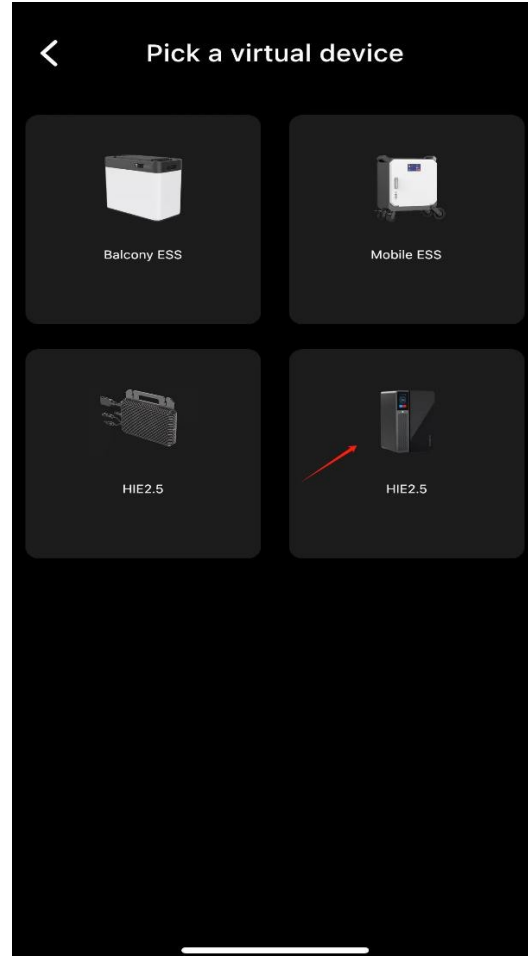 Pick a virtual device
Balcony ESS
Mobile ESS
HIE2.5
HIE2.5